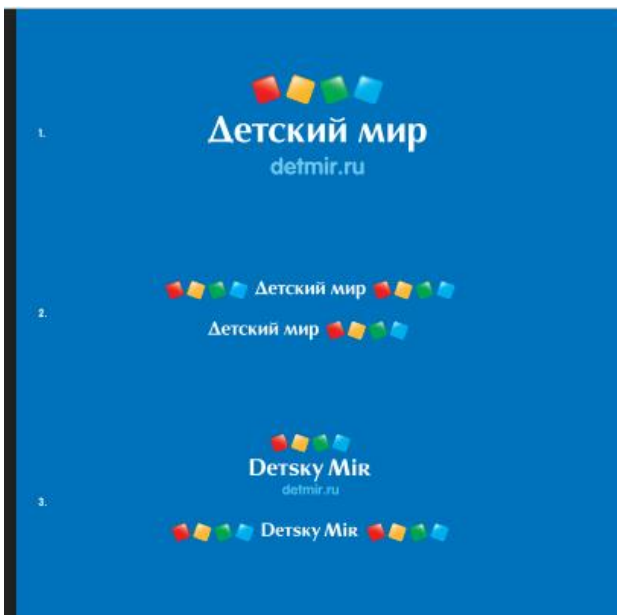 1.
Детский мир
detmir.ru
2.
Детский мир
Детский мир
3.
Detsky Mir
detmir.ru
Detsky Mir